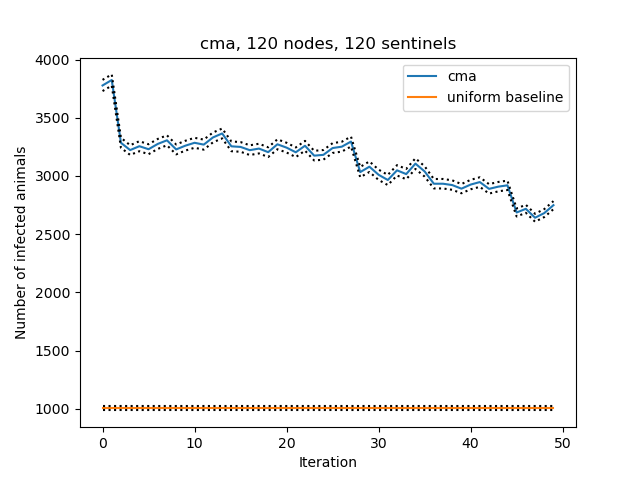 cma, 120 nodes, 120 sentinels
cma
uniform baseline
Number of infected animals
4000
3500
3000
2500
2000
1500
1000
0 10 20 30 40 50
Iteration